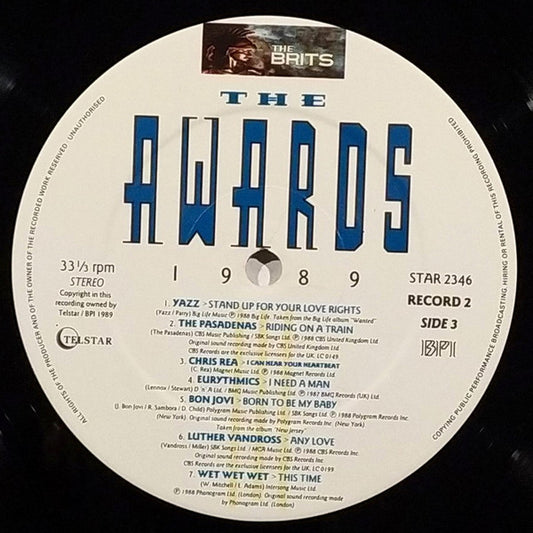 THE
BRITS
THE
AWARDS
1989
33 1/3 rpm
STEREO
Copyright in this
recording owned by
Telstar / BPI 1989
TELSTAR
STAR 2346
RECORD 2
SIDE 3
BPI
1. YAZZ > STAND UP FOR YOUR LOVE RIGHTS
(Yazz / Parry) Big Life Music ℗ 1988 Big Life. Taken from the Big Life album "Wanted"
2. THE PASADENAS > RIDING ON A TRAIN
(The Pasadenas) CBS Music Publishing / SBK Songs Ltd. ℗ 1988 CBS United Kingdom Ltd.
Original sound recording made by CBS United Kingdom Ltd.
CBS Records are the exclusive licensees for the UK. LC 0149
3. CHRIS REA > I CAN HEAR YOUR HEARTBEAT
(C. Rea) Magnet Music Ltd. ℗ 1988 Magnet Records Ltd.
4. EURYTHMICS > I NEED A MAN
(Lennox / Stewart) D 'n' A Ltd / BMG Music Publishing Ltd. ℗ 1987 BMG Records (UK) Ltd.
5. BON JOVI > BORN TO BE MY BABY
(J. Bon Jovi / R. Sambora / D. Child) Polygram Music Publishing Ltd / SBK Songs Ltd. ℗ 1988 Polygram Records Inc.
(New York). Original sound recording made by Polygram Records Inc. (New York).
Taken from the album "New Jersey"
6. LUTHER VANDROSS > ANY LOVE
(Vandross / Miller) SBK Songs Ltd. / MCA Music Ltd. ℗ 1988 CBS Records Inc.
Original sound recording made by CBS Records Inc.
CBS Records are the exclusive licensees for the UK. LC 0199
7. WET WET WET > THIS TIME
(W. Mitchell / L. Adams) Intersong Music Ltd.
℗ 1988 Phonogram Ltd. (London). Original sound recording made
by Phonogram Ltd. (London).
ALL RIGHTS OF THE PRODUCER AND OF THE OWNER OF THE RECORDED WORK RESERVED. UNAUTHORISED
COPYING PUBLIC PERFORMANCE BROADCASTING. HIRING OR RENTAL OF THIS RECORDING PROHIBITED